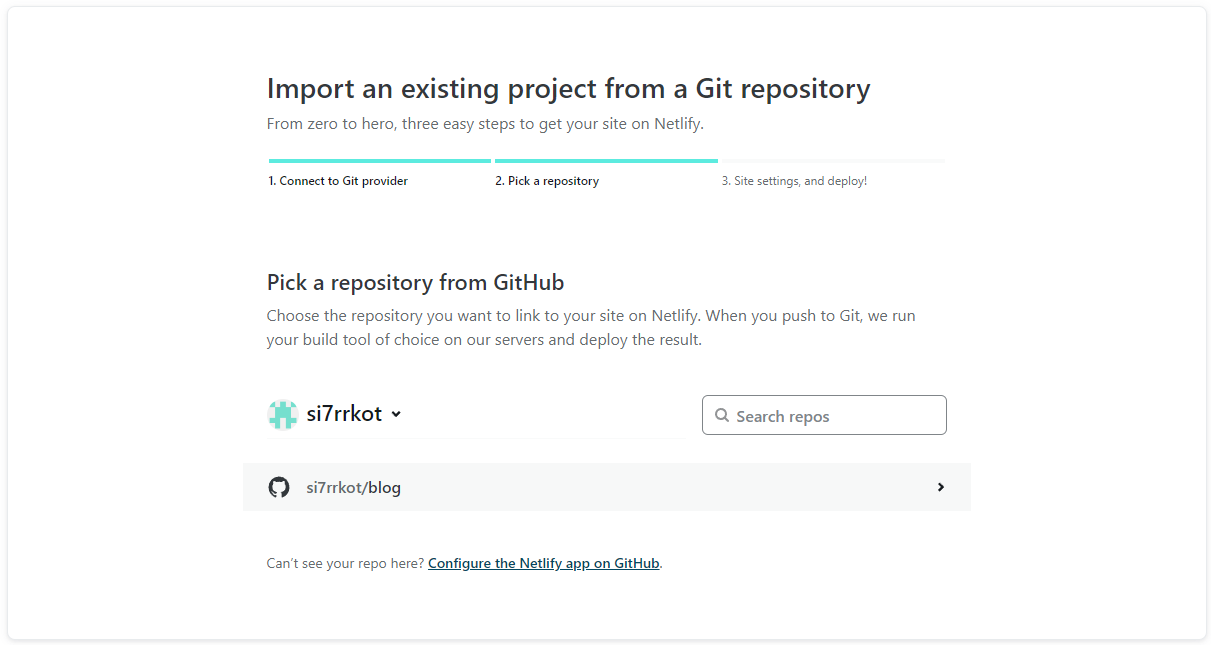 Import an existing project from a Git repository
From zero to hero, three easy steps to get your site on Netlify.
1. Connect to Git provider
2. Pick a repository
3. Site settings, and deploy!
Pick a repository from GitHub
Choose the repository you want to link to your site on Netlify. When you push to Git, we run
your build tool of choice on our servers and deploy the result.
si7rrkot
Search repos
si7rrkot/blog
Can't see your repo here? Configure the Netlify app on GitHub.